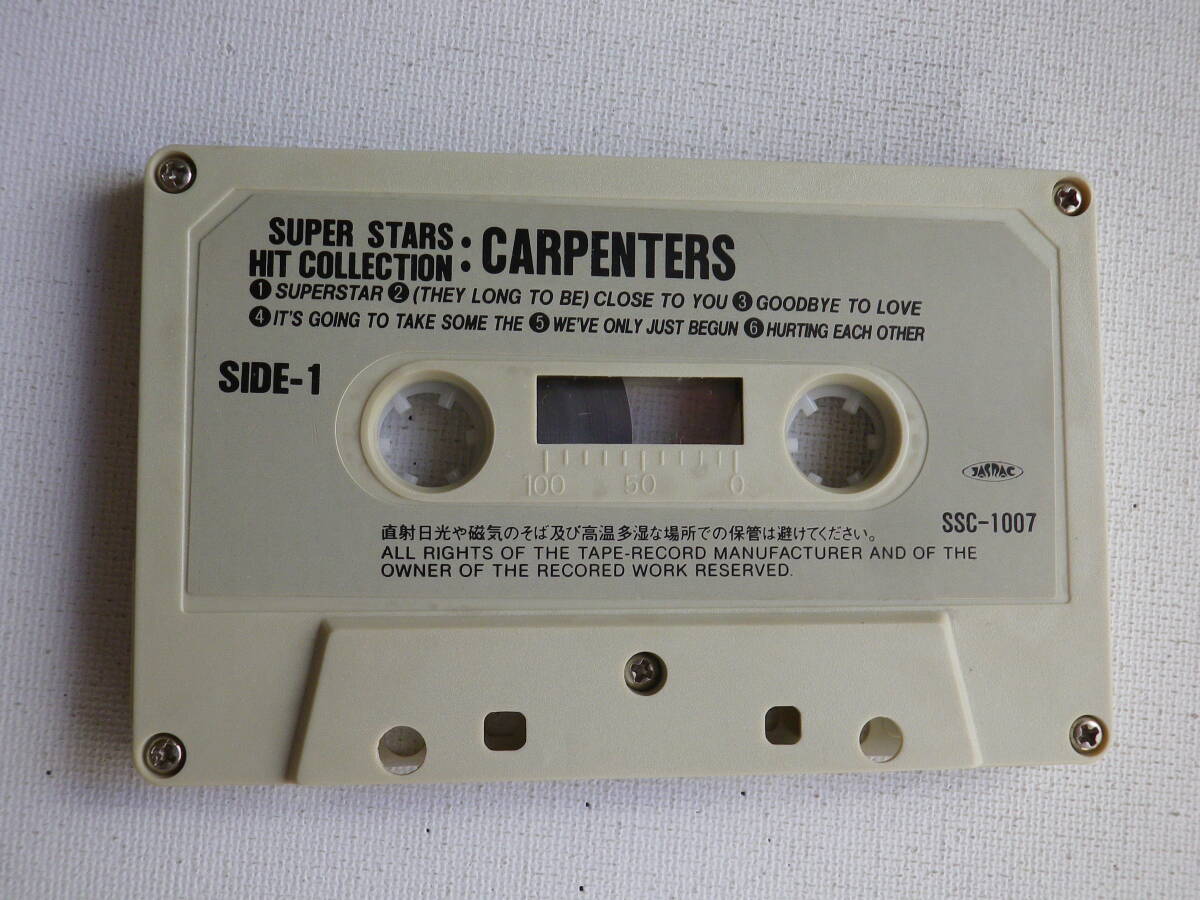 SUPER STARS
HIT COLLECTION : CARPENTERS
❶ SUPERSTAR ❷ (THEY LONG TO BE) CLOSE TO YOU ❸ GOODBYE TO LOVE
❹ IT'S GOING TO TAKE SOME THE ❺ WE'VE ONLY JUST BEGUN ❻ HURTING EACH OTHER
SIDE-1
100 50 0
JASRAC
SSC-1007
直射日光や磁気のそば及び高温多湿な場所での保管は避けてください。
ALL RIGHTS OF THE TAPE-RECORD MANUFACTURER AND OF THE
OWNER OF THE RECORED WORK RESERVED.